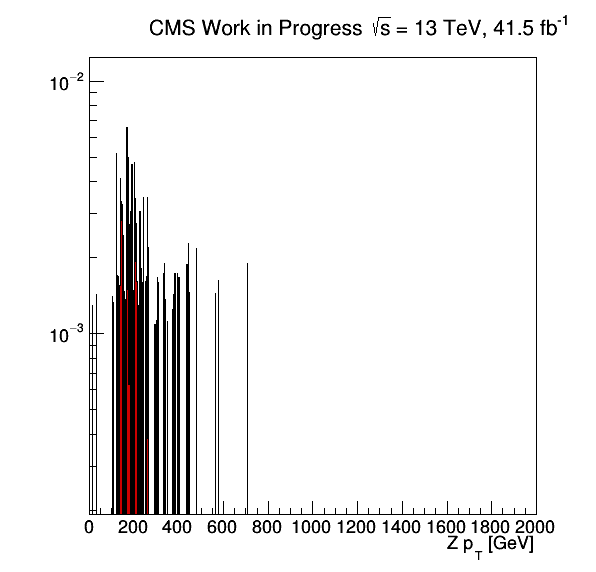 CMS Work in Progress √s = 13 TeV, 41.5 fb⁻¹
10⁻²
10⁻³
0 200 400 600 800 1000 1200 1400 1600 1800 2000
Z p_T [GeV]